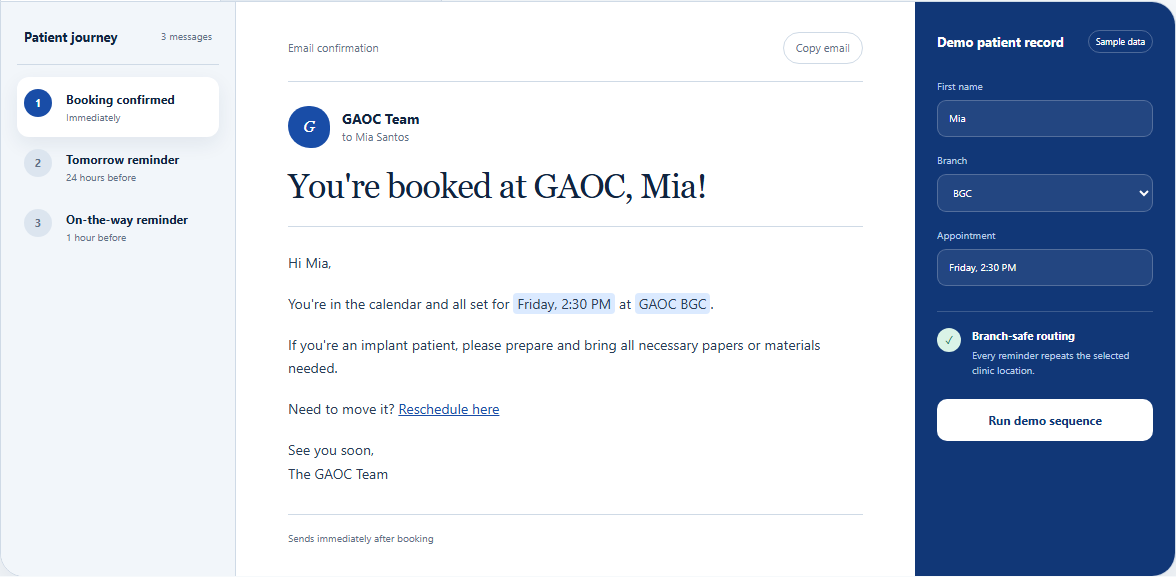 Patient journey
3 messages
1
Booking confirmed
Immediately
2
Tomorrow reminder
24 hours before
3
On-the-way reminder
1 hour before
Email confirmation
Copy email
G
GAOC Team
to Mia Santos
You're booked at GAOC, Mia!
Hi Mia,
You're in the calendar and all set for Friday, 2:30 PM at GAOC BGC.
If you're an implant patient, please prepare and bring all necessary papers or materials
needed.
Need to move it? Reschedule here
See you soon,
The GAOC Team
Sends immediately after booking
Demo patient record
Sample data
First name
Mia
Branch
BGC
Appointment
Friday, 2:30 PM
Branch-safe routing
Every reminder repeats the selected
clinic location.
Run demo sequence